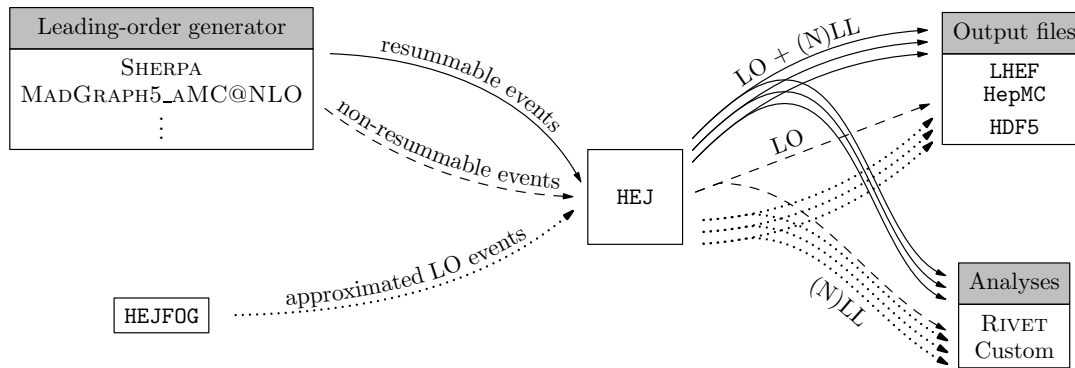 Leading-order generator
SHERPA
MADGRAPH5_aMC@NLO
⋮
resummable events
non-resummable events
approximated LO events
HEJFOG
HEJ
LO + (N)LL
LO
(N)LL
Output files
LHEF
HepMC
HDF5
Analyses
RIVET
Custom